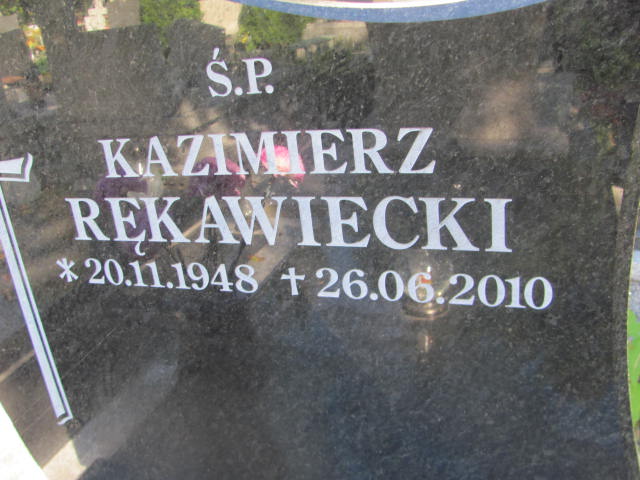 Ś.P.
KAZIMIERZ
RĘKAWIECKI
* 20.11.1948 † 26.06.2010